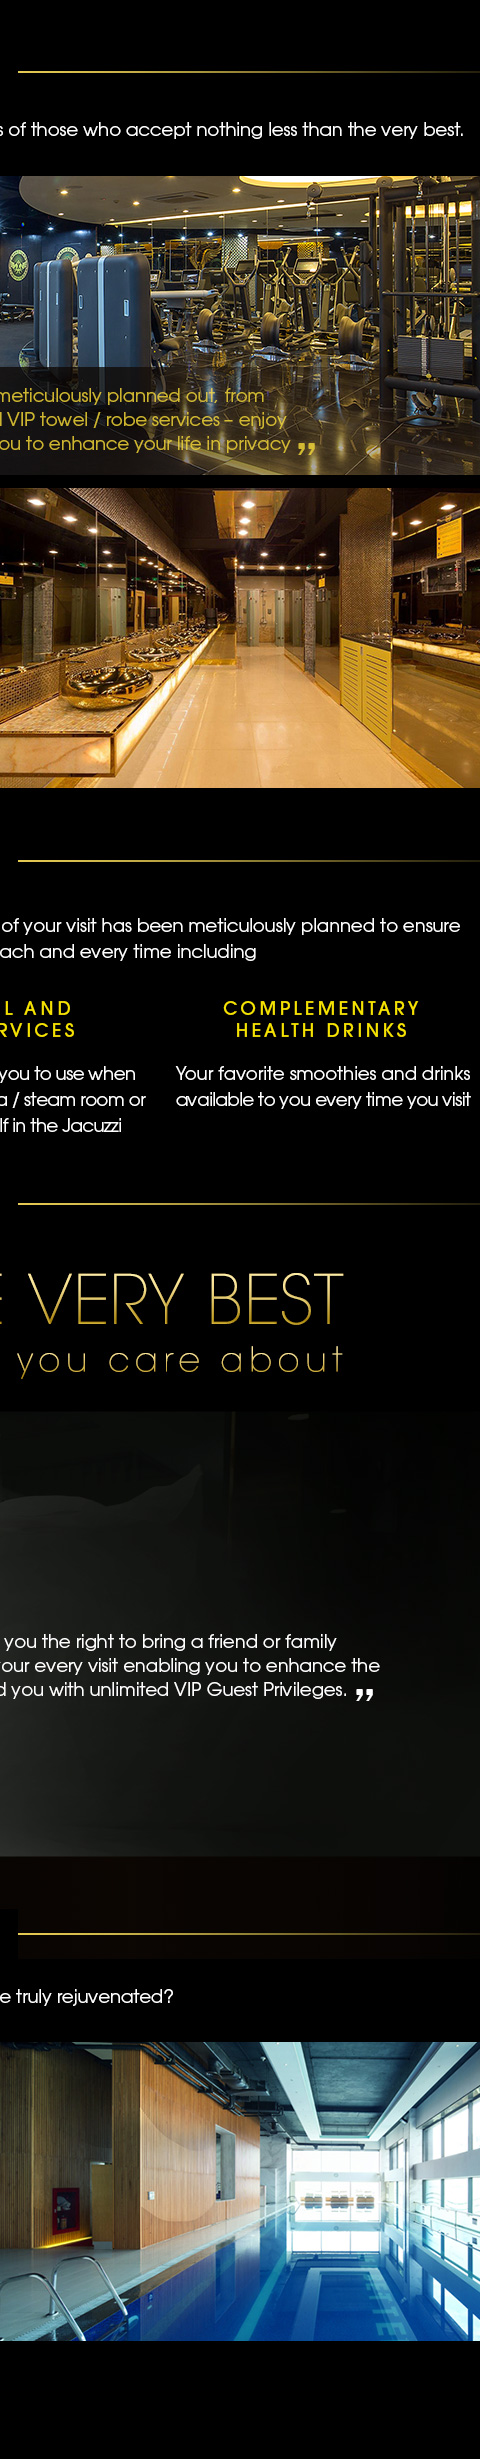 of those who accept nothing less than the very best.
meticulously planned out, from
VIP towel / robe services – enjoy
you to enhance your life in privacy ”
of your visit has been meticulously planned to ensure
each and every time including
L AND
RVICES
you to use when
/ steam room or
in the Jacuzzi
COMPLEMENTARY
HEALTH DRINKS
Your favorite smoothies and drinks
available to you every time you visit
VERY BEST
you care about
you the right to bring a friend or family
your every visit enabling you to enhance the
you with unlimited VIP Guest Privileges. ”
truly rejuvenated?